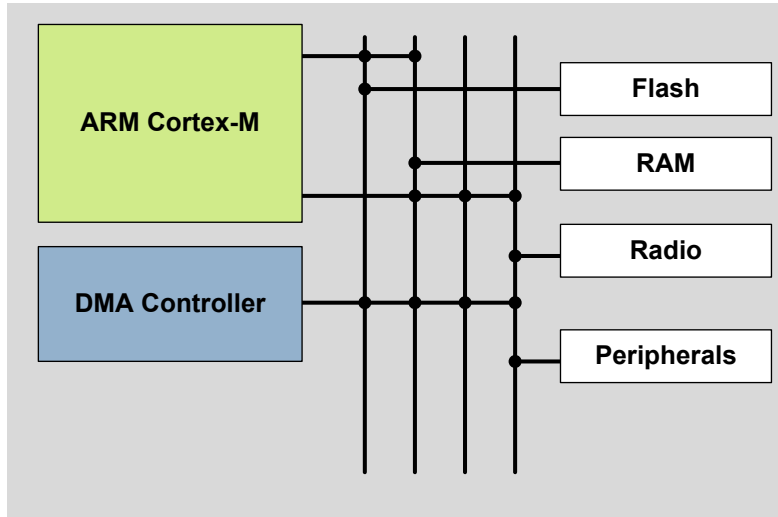 ARM Cortex-M
DMA Controller
Flash
RAM
Radio
Peripherals